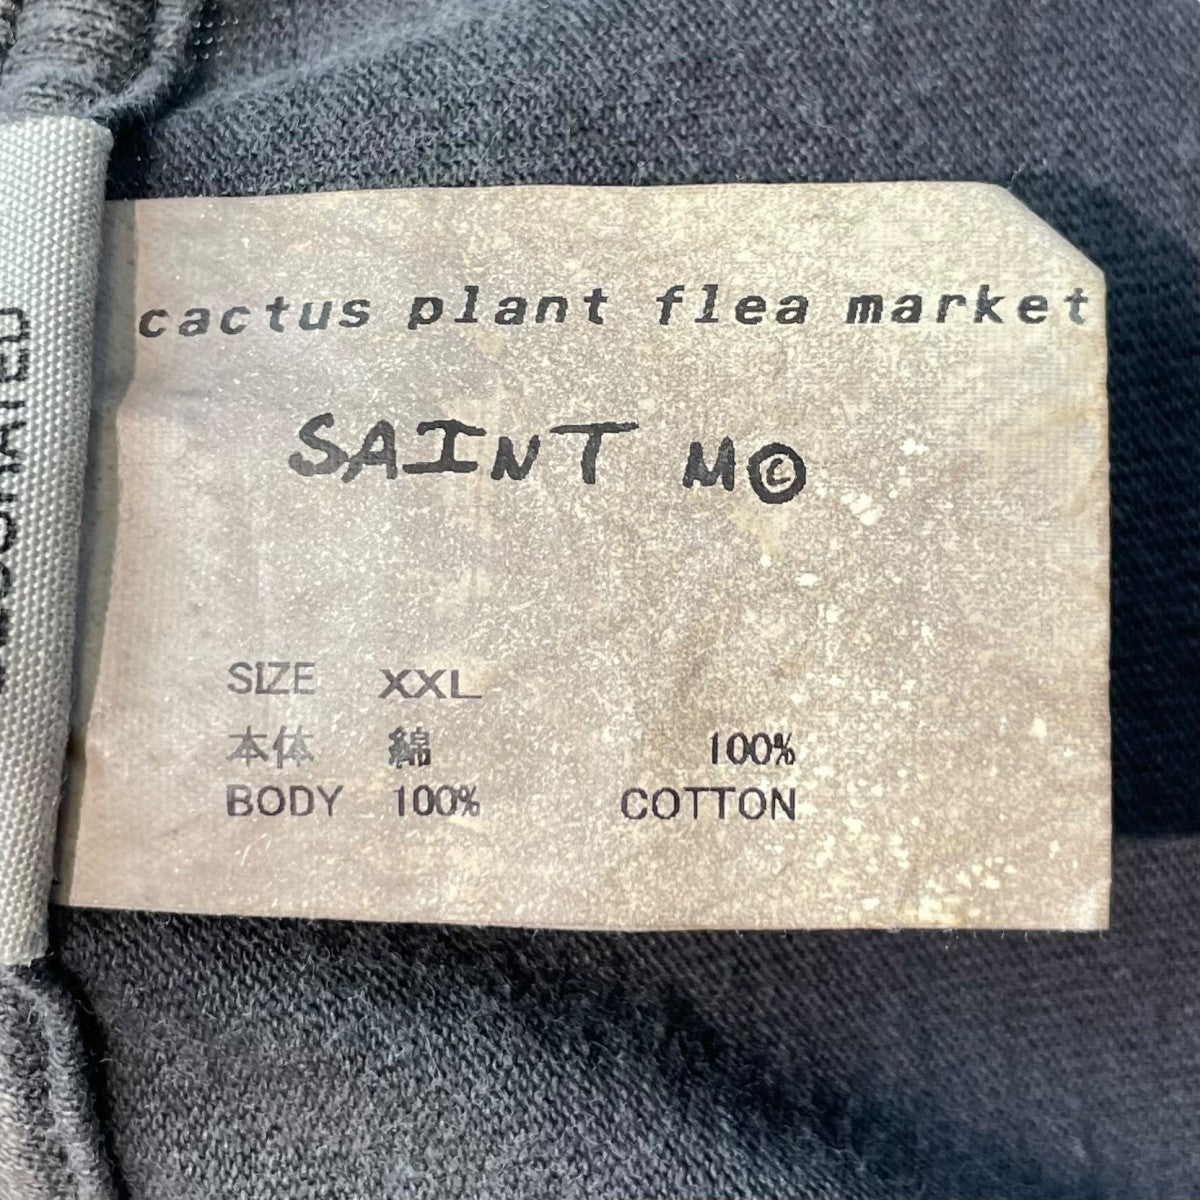 cactus plant flea market
SAINT M©
SIZE XXL
本体 綿 100%
BODY 100% COTTON